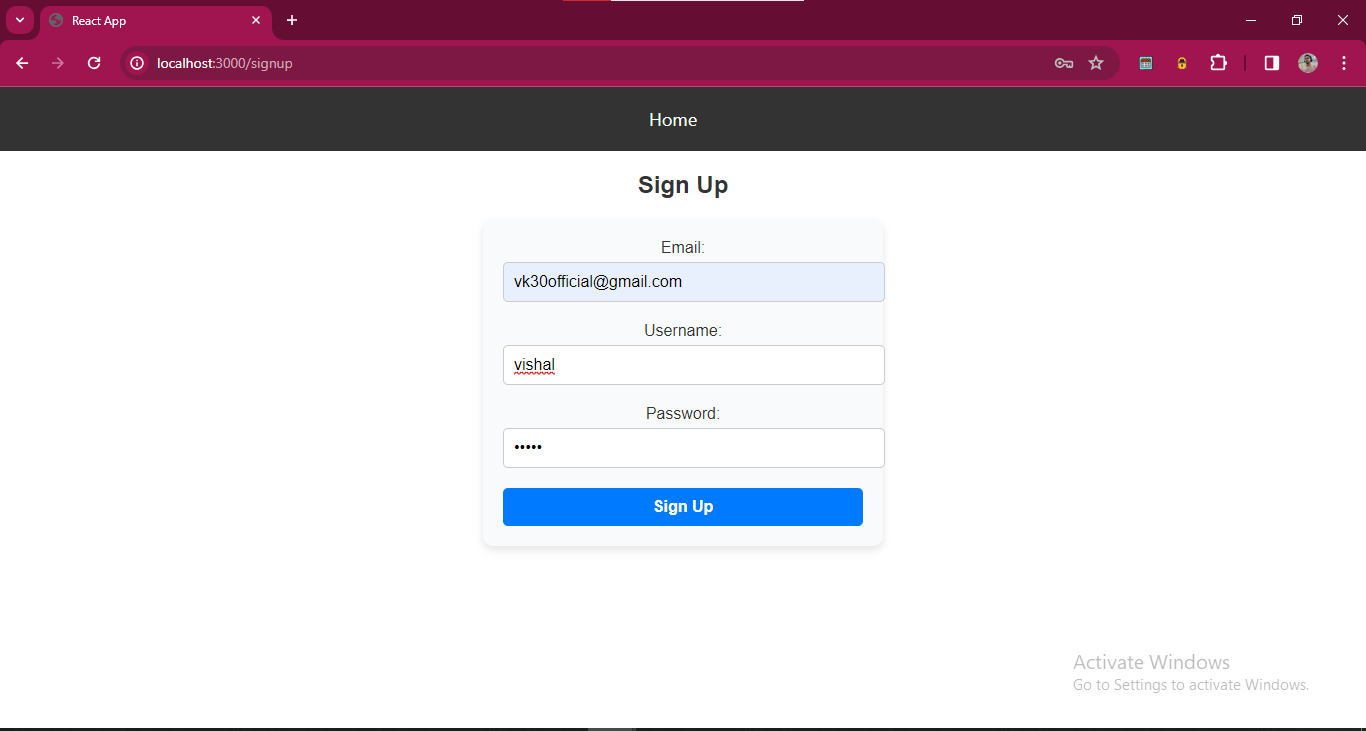 React App
localhost:3000/signup
Home
Sign Up
Email:
vk30official@gmail.com
Username:
vishal
Password:
•••••
Sign Up
Activate Windows
Go to Settings to activate Windows.